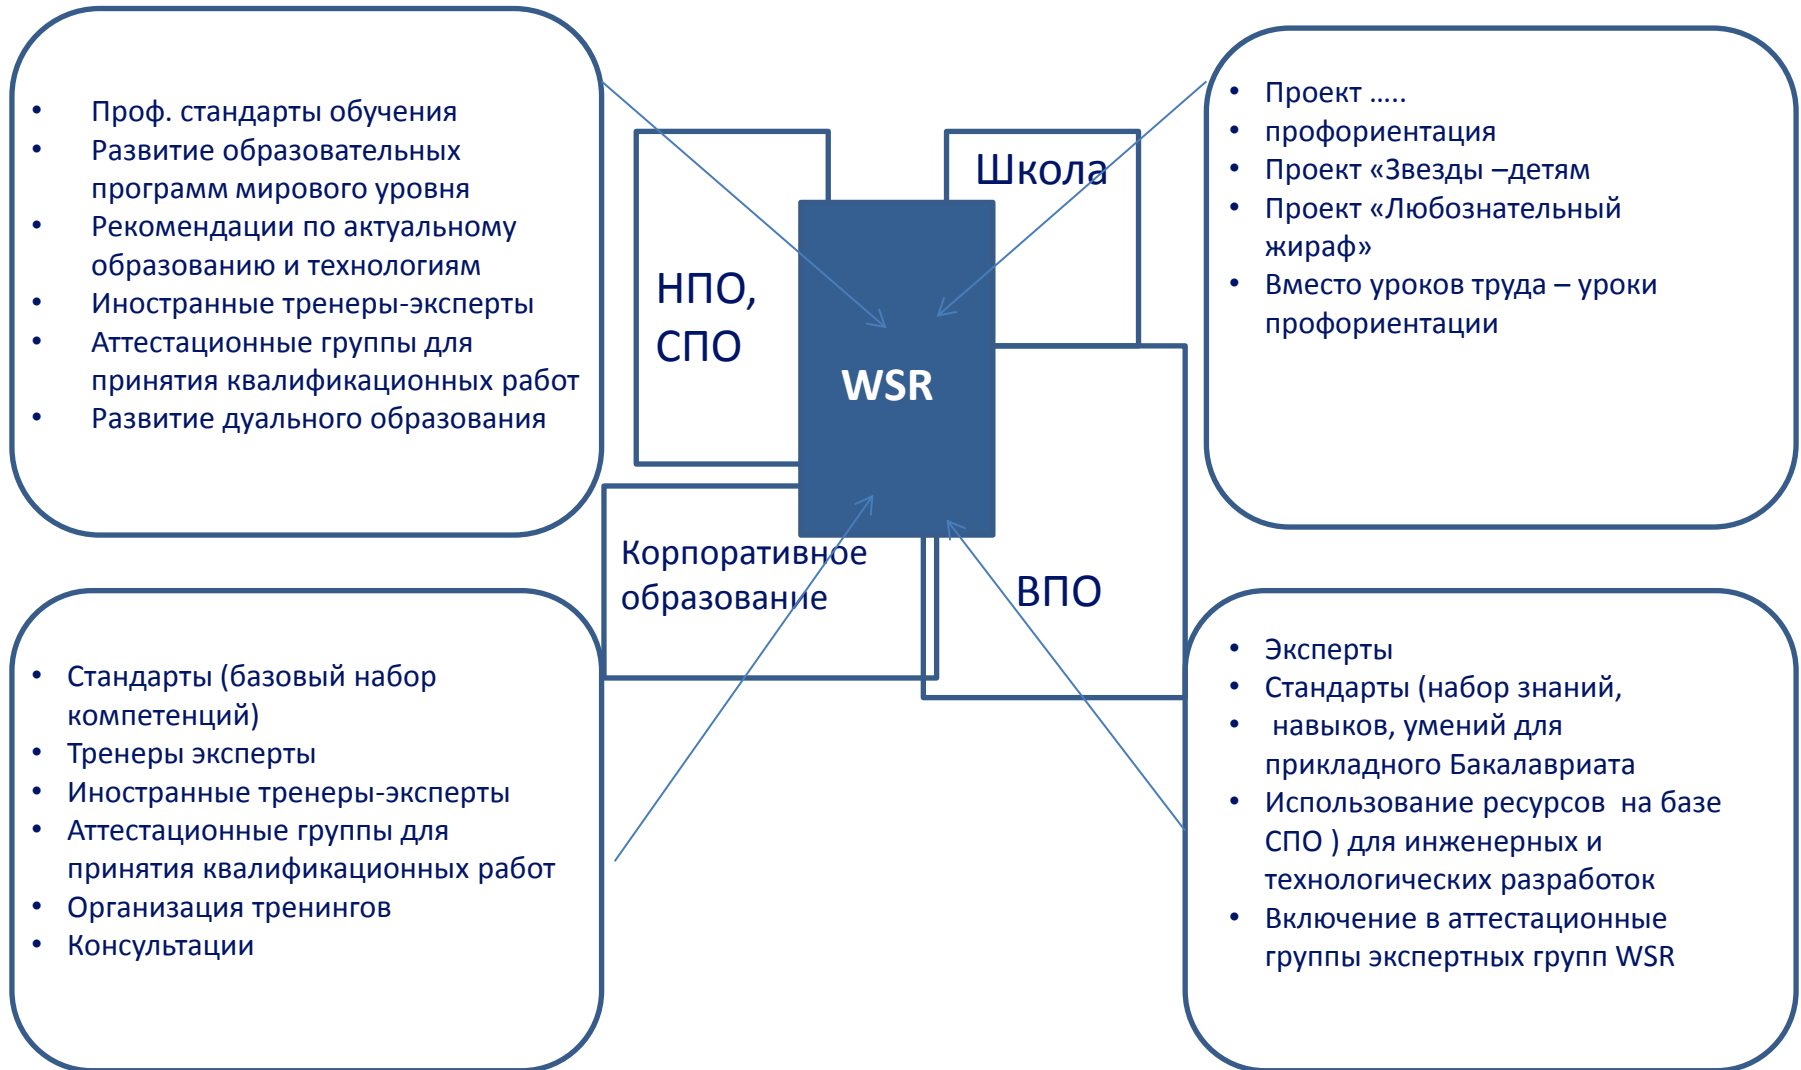 • Проф. стандарты обучения
• Развитие образовательных
программ мирового уровня
• Рекомендации по актуальному
образованию и технологиям
• Иностранные тренеры-эксперты
• Аттестационные группы для
принятия квалификационных работ
• Развитие дуального образования
НПО,
СПО
Школа
WSR
Корпоративное
образование
ВПО
• Проект .....
• профориентация
• Проект «Звезды –детям
• Проект «Любознательный
жираф»
• Вместо уроков труда – уроки
профориентации
• Стандарты (базовый набор
компетенций)
• Тренеры эксперты
• Иностранные тренеры-эксперты
• Аттестационные группы для
принятия квалификационных работ
• Организация тренингов
• Консультации
• Эксперты
• Стандарты (набор знаний,
• навыков, умений для
прикладного Бакалавриата
• Использование ресурсов на базе
СПО ) для инженерных и
технологических разработок
• Включение в аттестационные
группы экспертных групп WSR